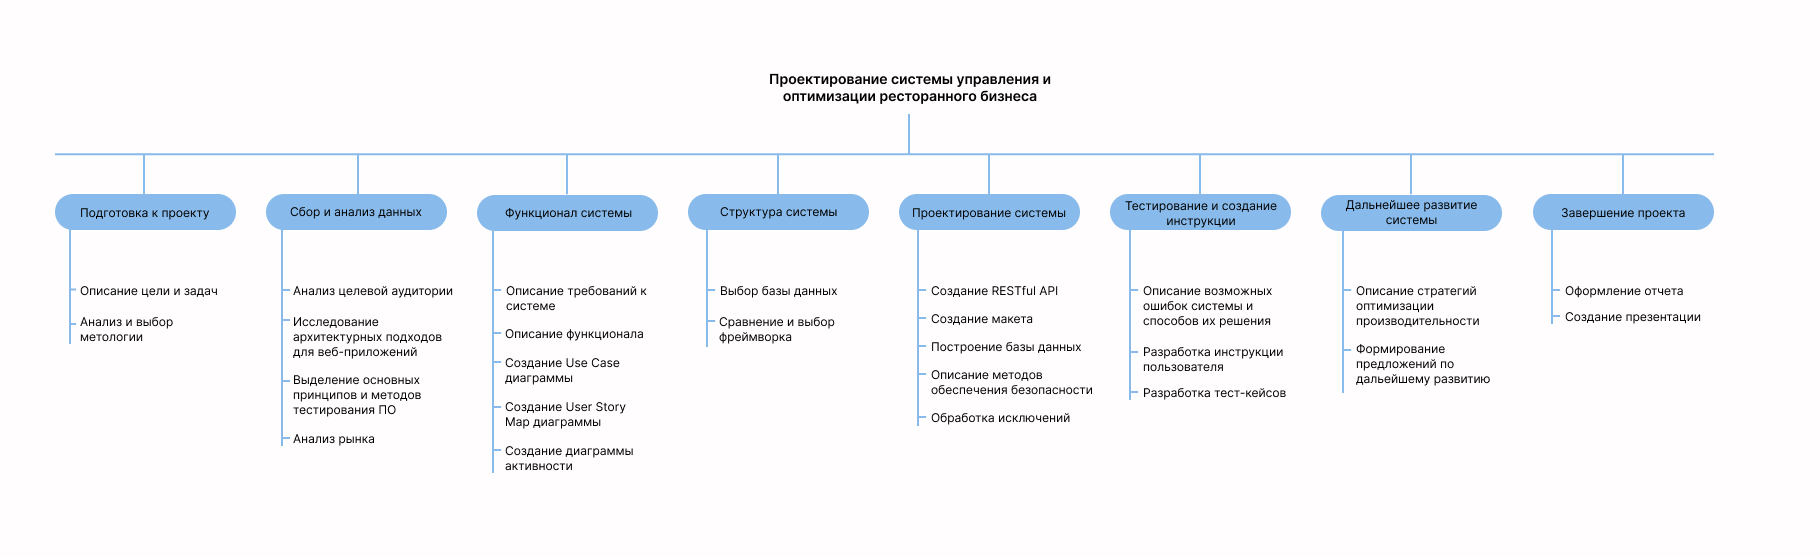 Проектирование системы управления и
оптимизации ресторанного бизнеса
Подготовка к проекту
Описание цели и задач
Анализ и выбор
метологии
Сбор и анализ данных
Анализ целевой аудитории
Исследование
архитектурных подходов
для веб-приложений
Выделение основных
принципов и методов
тестирования ПО
Анализ рынка
Функционал системы
Описание требований к
системе
Описание функционала
Создание Use Case
диаграммы
Создание User Story
Map диаграммы
Создание диаграммы
активности
Структура системы
Выбор базы данных
Сравнение и выбор
фреймворка
Проектирование системы
Создание RESTful API
Создание макета
Построение базы данных
Описание методов
обеспечения безопасности
Обработка исключений
Тестирование и создание
инструкции
Описание возможных
ошибок системы и
способов их решения
Разработка инструкции
пользователя
Разработка тест-кейсов
Дальнейшее развитие
системы
Описание стратегий
оптимизации
производительности
Формирование
предложений по
дальейшему развитию
Завершение проекта
Оформление отчета
Создание презентации